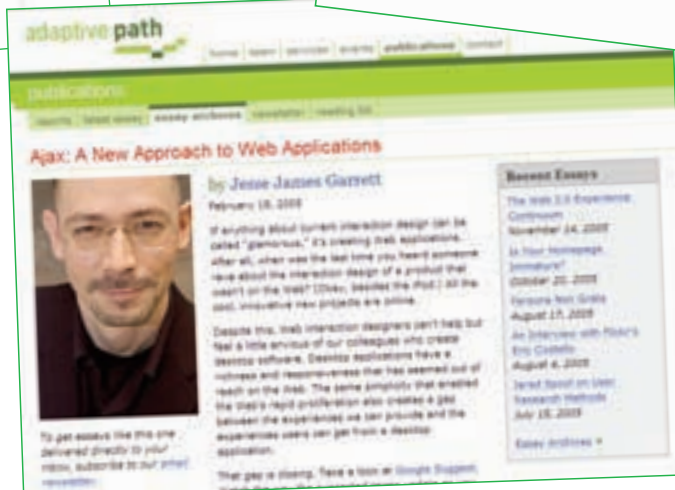 adaptive path
home team services events publications contact
publications
reports latest essay essay archives newsletter reading list
Ajax: A New Approach to Web Applications
by Jesse James Garrett
February 18, 2005
If anything about current interaction design can be
called "glamorous," it's creating Web applications.
After all, when was the last time you heard someone
rave about the interaction design of a product that
wasn't on the Web? (Okay, besides the iPod.) All the
cool, innovative new projects are online.
Despite this, Web interaction designers can't help but
feel a little envious of our colleagues who create
desktop software. Desktop applications have a
richness and responsiveness that has seemed out of
reach on the Web. The same simplicity that enabled
the Web's rapid proliferation also creates a gap
between the experiences we can provide and the
experiences users can get from a desktop
application.
That gap is closing. Take a look at Google Suggest.
To get essays like this one
delivered directly to your
inbox, subscribe to our email
newsletter.
Recent Essays
The Web 2.0 Experience
Continuum
November 14, 2005
Is Your Homepage
Immature?
October 20, 2005
Persona Non Grata
August 17, 2005
An Interview with Flickr's
Eric Costello
August 4, 2005
Jared Spool on User
Research Methods
July 15, 2005
Essay Archives »